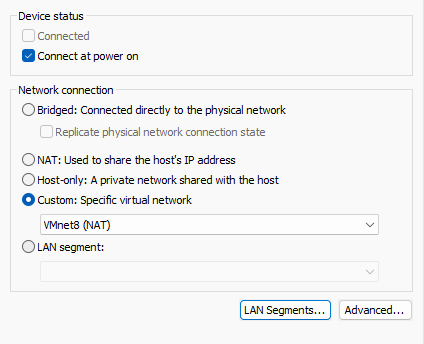 Device status
Connected
Connect at power on
Network connection
Bridged: Connected directly to the physical network
Replicate physical network connection state
NAT: Used to share the host's IP address
Host-only: A private network shared with the host
Custom: Specific virtual network
VMnet8 (NAT)
LAN segment:
LAN Segments... Advanced...